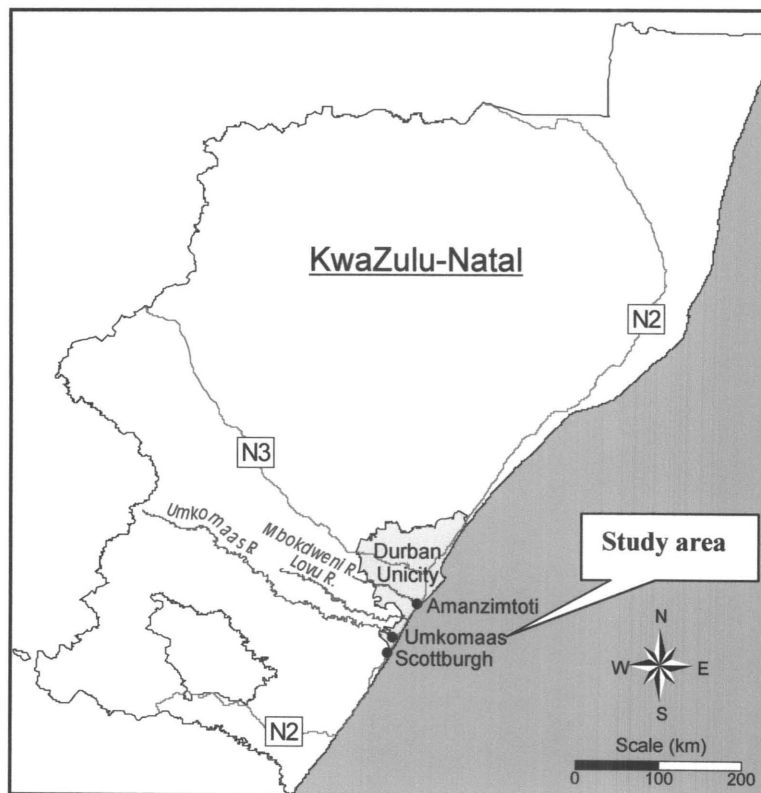 KwaZulu-Natal
N2
N3
Umkomaas R.
Mbokdweni R.
Lovu R.
Durban
Unicity
Study area
Amanzimtoti
Umkomaas
Scottburgh
N
W
E
S
N2
Scale (km)
0
100
200